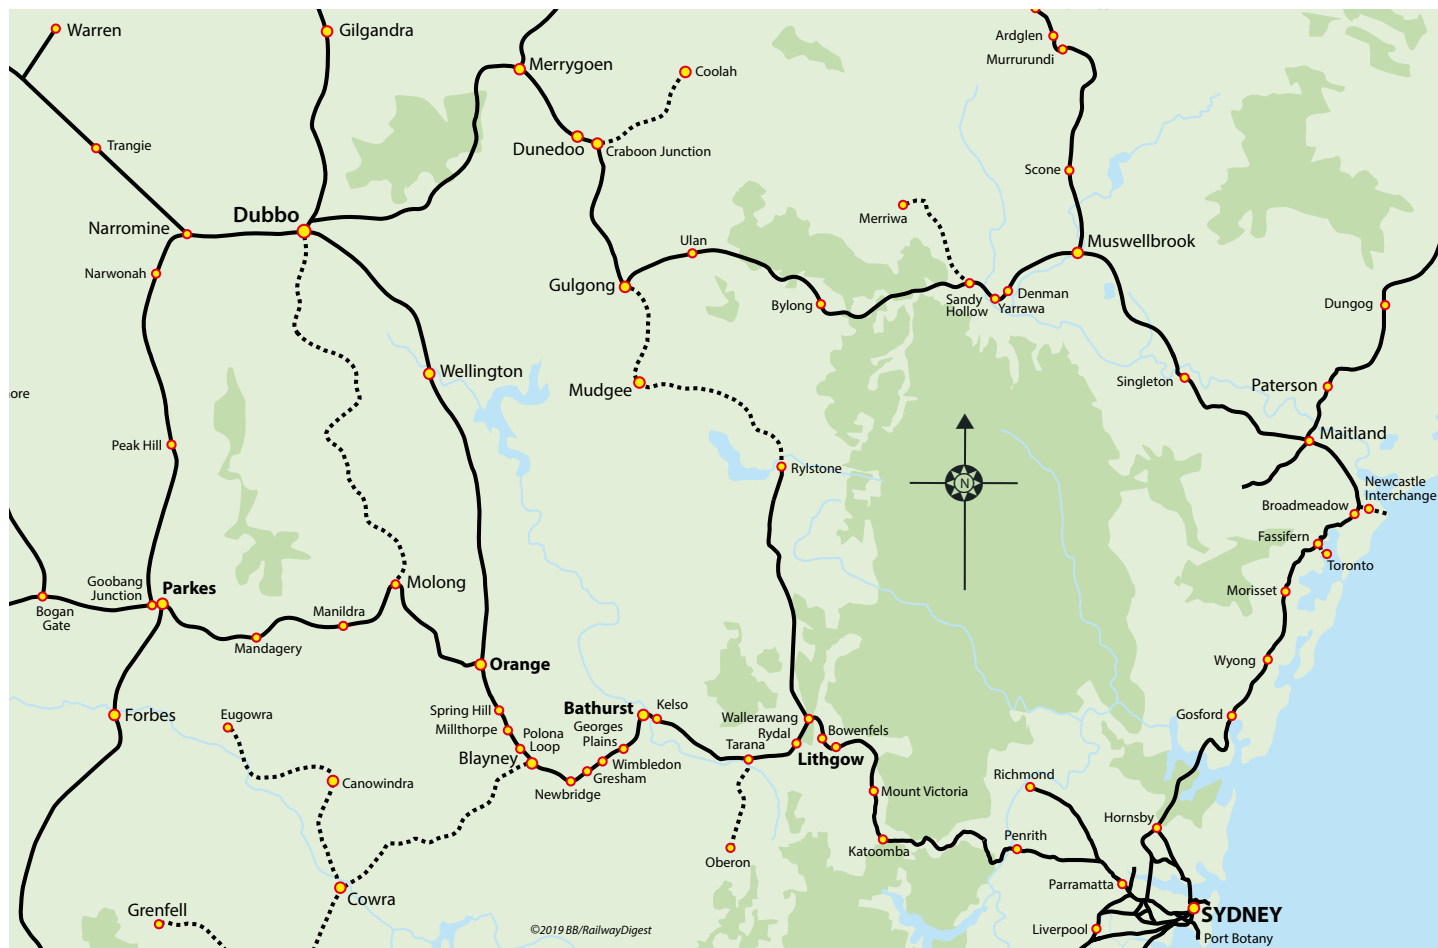 Warren
Gilgandra
Ardglen
Murrurundi
Merrygoen
Coolah
Trangie
Dunedoo
Craboon Junction
Scone
Merriwa
Dubbo
Narromine
Ulan
Muswellbrook
Narwonah
Gulgong
Bylong
Sandy
Hollow
Denman
Yarrawa
Dungog
Wellington
Mudgee
Singleton
Paterson
ore
Peak Hill
Maitland
Rylstone
N
Newcastle
Interchange
Broadmeadow
Fassifern
Toronto
Goobang
Junction
Parkes
Molong
Morisset
Bogan
Gate
Manildra
Mandagery
Orange
Wyong
Forbes
Eugowra
Spring Hill
Millthorpe
Polona
Loop
Blayney
Bathurst
Kelso
Georges
Plains
Wimbledon
Gresham
Newbridge
Wallerawang
Rydal
Tarana
Bowenfels
Lithgow
Gosford
Canowindra
Mount Victoria
Richmond
Hornsby
Katoomba
Penrith
Oberon
Parramatta
Cowra
Grenfell
SYDNEY
Liverpool
Port Botany
©2019 BB/RailwayDigest